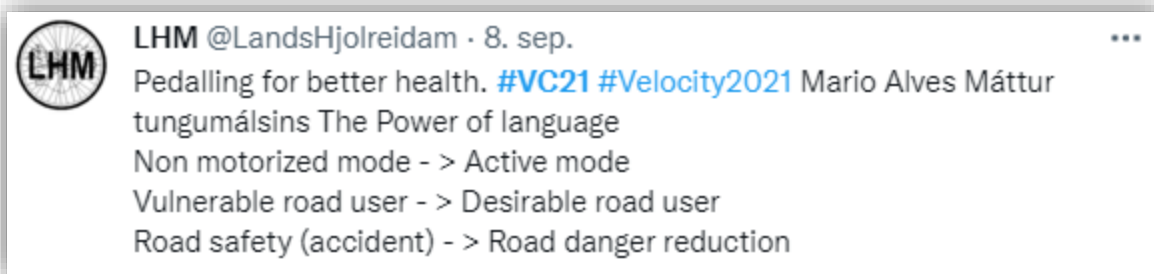 LHM
LHM @LandsHjolreidam · 8. sep.
Pedalling for better health. #VC21 #Velocity2021 Mario Alves Máttur
tungumálsins The Power of language
Non motorized mode - > Active mode
Vulnerable road user - > Desirable road user
Road safety (accident) - > Road danger reduction